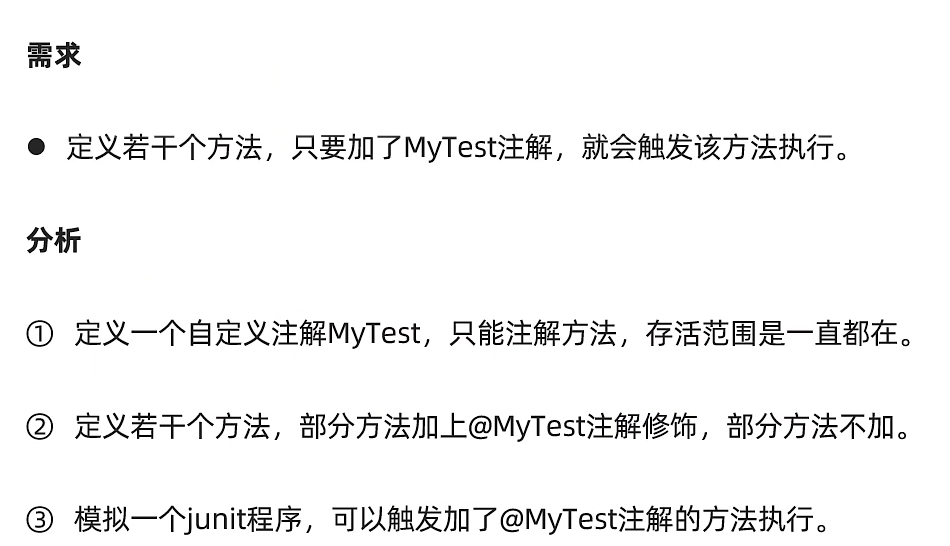 需求
● 定义若干个方法，只要加了MyTest注解，就会触发该方法执行。
分析
① 定义一个自定义注解MyTest，只能注解方法，存活范围是一直都在。
② 定义若干个方法，部分方法加上@MyTest注解修饰，部分方法不加。
③ 模拟一个junit程序，可以触发加了@MyTest注解的方法执行。